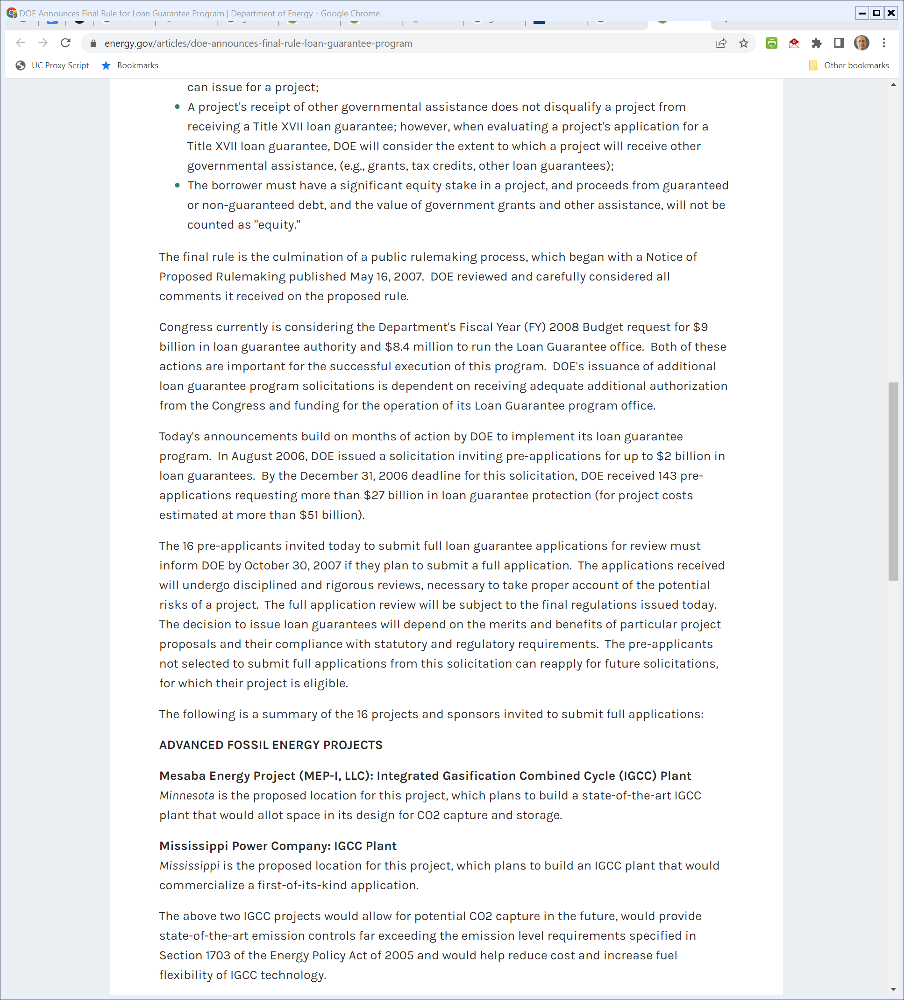 DOE Announces Final Rule for Loan Guarantee Program | Department of Energy - Google Chrome
energy.gov/articles/doe-announces-final-rule-loan-guarantee-program
UC Proxy Script Bookmarks Other bookmarks
can issue for a project;
A project's receipt of other governmental assistance does not disqualify a project from
receiving a Title XVII loan guarantee; however, when evaluating a project's application for a
Title XVII loan guarantee, DOE will consider the extent to which a project will receive other
governmental assistance, (e.g., grants, tax credits, other loan guarantees);
The borrower must have a significant equity stake in a project, and proceeds from guaranteed
or non-guaranteed debt, and the value of government grants and other assistance, will not be
counted as "equity."
The final rule is the culmination of a public rulemaking process, which began with a Notice of
Proposed Rulemaking published May 16, 2007.  DOE reviewed and carefully considered all
comments it received on the proposed rule.
Congress currently is considering the Department's Fiscal Year (FY) 2008 Budget request for $9
billion in loan guarantee authority and $8.4 million to run the Loan Guarantee office.  Both of these
actions are important for the successful execution of this program.  DOE's issuance of additional
loan guarantee program solicitations is dependent on receiving adequate additional authorization
from the Congress and funding for the operation of its Loan Guarantee program office.
Today's announcements build on months of action by DOE to implement its loan guarantee
program.  In August 2006, DOE issued a solicitation inviting pre-applications for up to $2 billion in
loan guarantees.  By the December 31, 2006 deadline for this solicitation, DOE received 143 pre-
applications requesting more than $27 billion in loan guarantee protection (for project costs
estimated at more than $51 billion).
The 16 pre-applicants invited today to submit full loan guarantee applications for review must
inform DOE by October 30, 2007 if they plan to submit a full application.  The applications received
will undergo disciplined and rigorous reviews, necessary to take proper account of the potential
risks of a project.  The full application review will be subject to the final regulations issued today.
The decision to issue loan guarantees will depend on the merits and benefits of particular project
proposals and their compliance with statutory and regulatory requirements.  The pre-applicants
not selected to submit full applications from this solicitation can reapply for future solicitations,
for which their project is eligible.
The following is a summary of the 16 projects and sponsors invited to submit full applications:
ADVANCED FOSSIL ENERGY PROJECTS
Mesaba Energy Project (MEP-I, LLC): Integrated Gasification Combined Cycle (IGCC) Plant
Minnesota is the proposed location for this project, which plans to build a state-of-the-art IGCC
plant that would allot space in its design for CO2 capture and storage.
Mississippi Power Company: IGCC Plant
Mississippi is the proposed location for this project, which plans to build an IGCC plant that would
commercialize a first-of-its-kind application.
The above two IGCC projects would allow for potential CO2 capture in the future, would provide
state-of-the-art emission controls far exceeding the emission level requirements specified in
Section 1703 of the Energy Policy Act of 2005 and would help reduce cost and increase fuel
flexibility of IGCC technology.